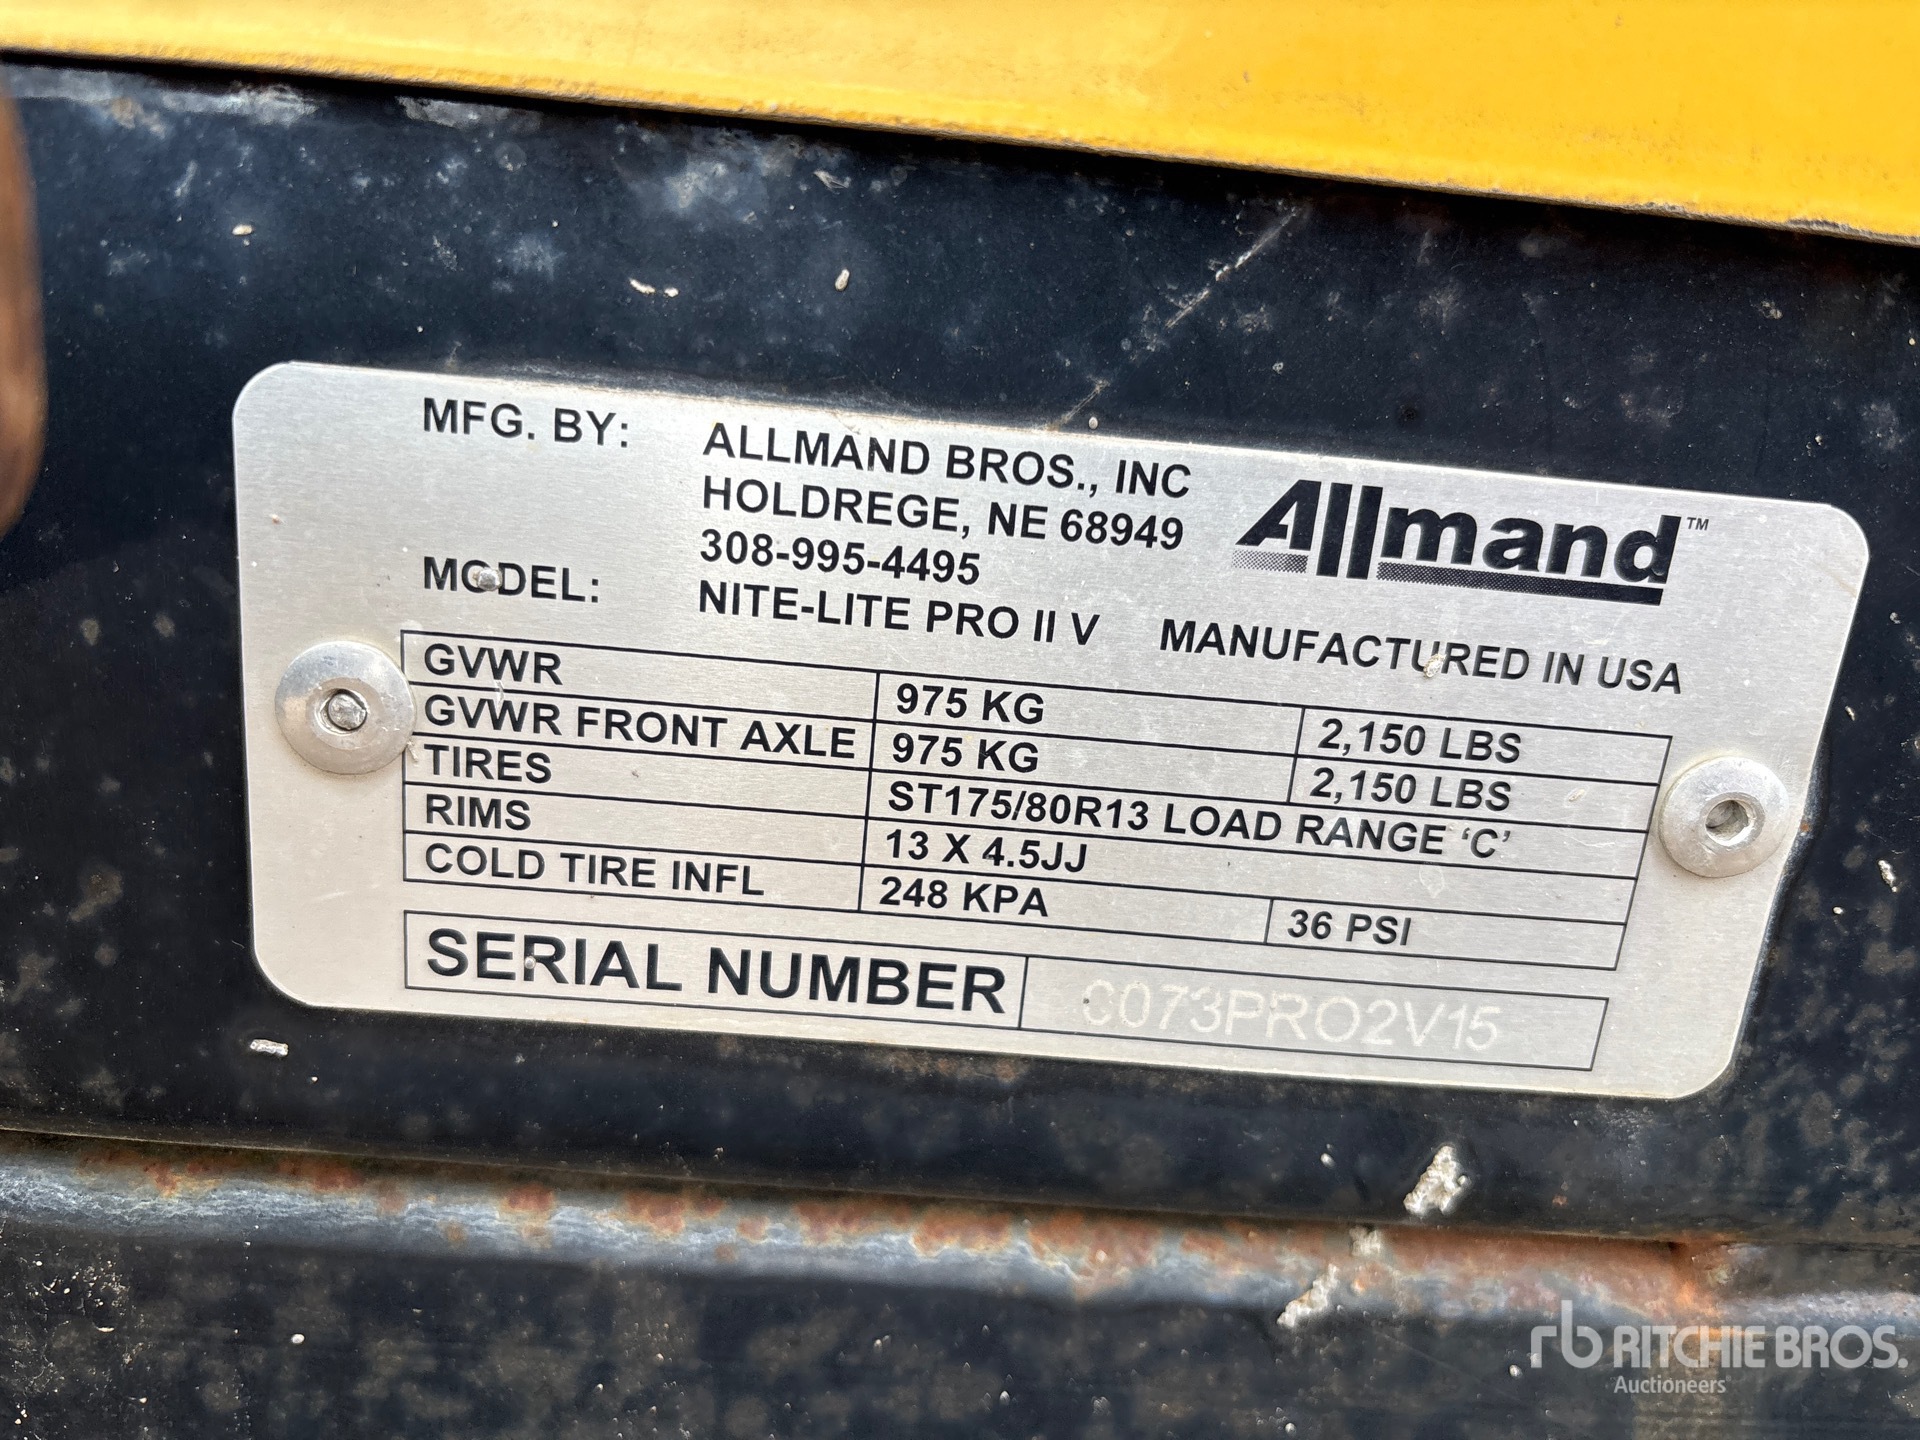 MFG. BY: ALLMAND BROS., INC
HOLDREGE, NE 68949
308-995-4495
Allmand™
MODEL: NITE-LITE PRO II V MANUFACTURED IN USA
GVWR 975 KG 2,150 LBS
GVWR FRONT AXLE 975 KG 2,150 LBS
TIRES ST175/80R13 LOAD RANGE ‘C’
RIMS 13 X 4.5JJ
COLD TIRE INFL 248 KPA 36 PSI
SERIAL NUMBER 0073PRO2V15
rb RITCHIE BROS.
Auctioneers